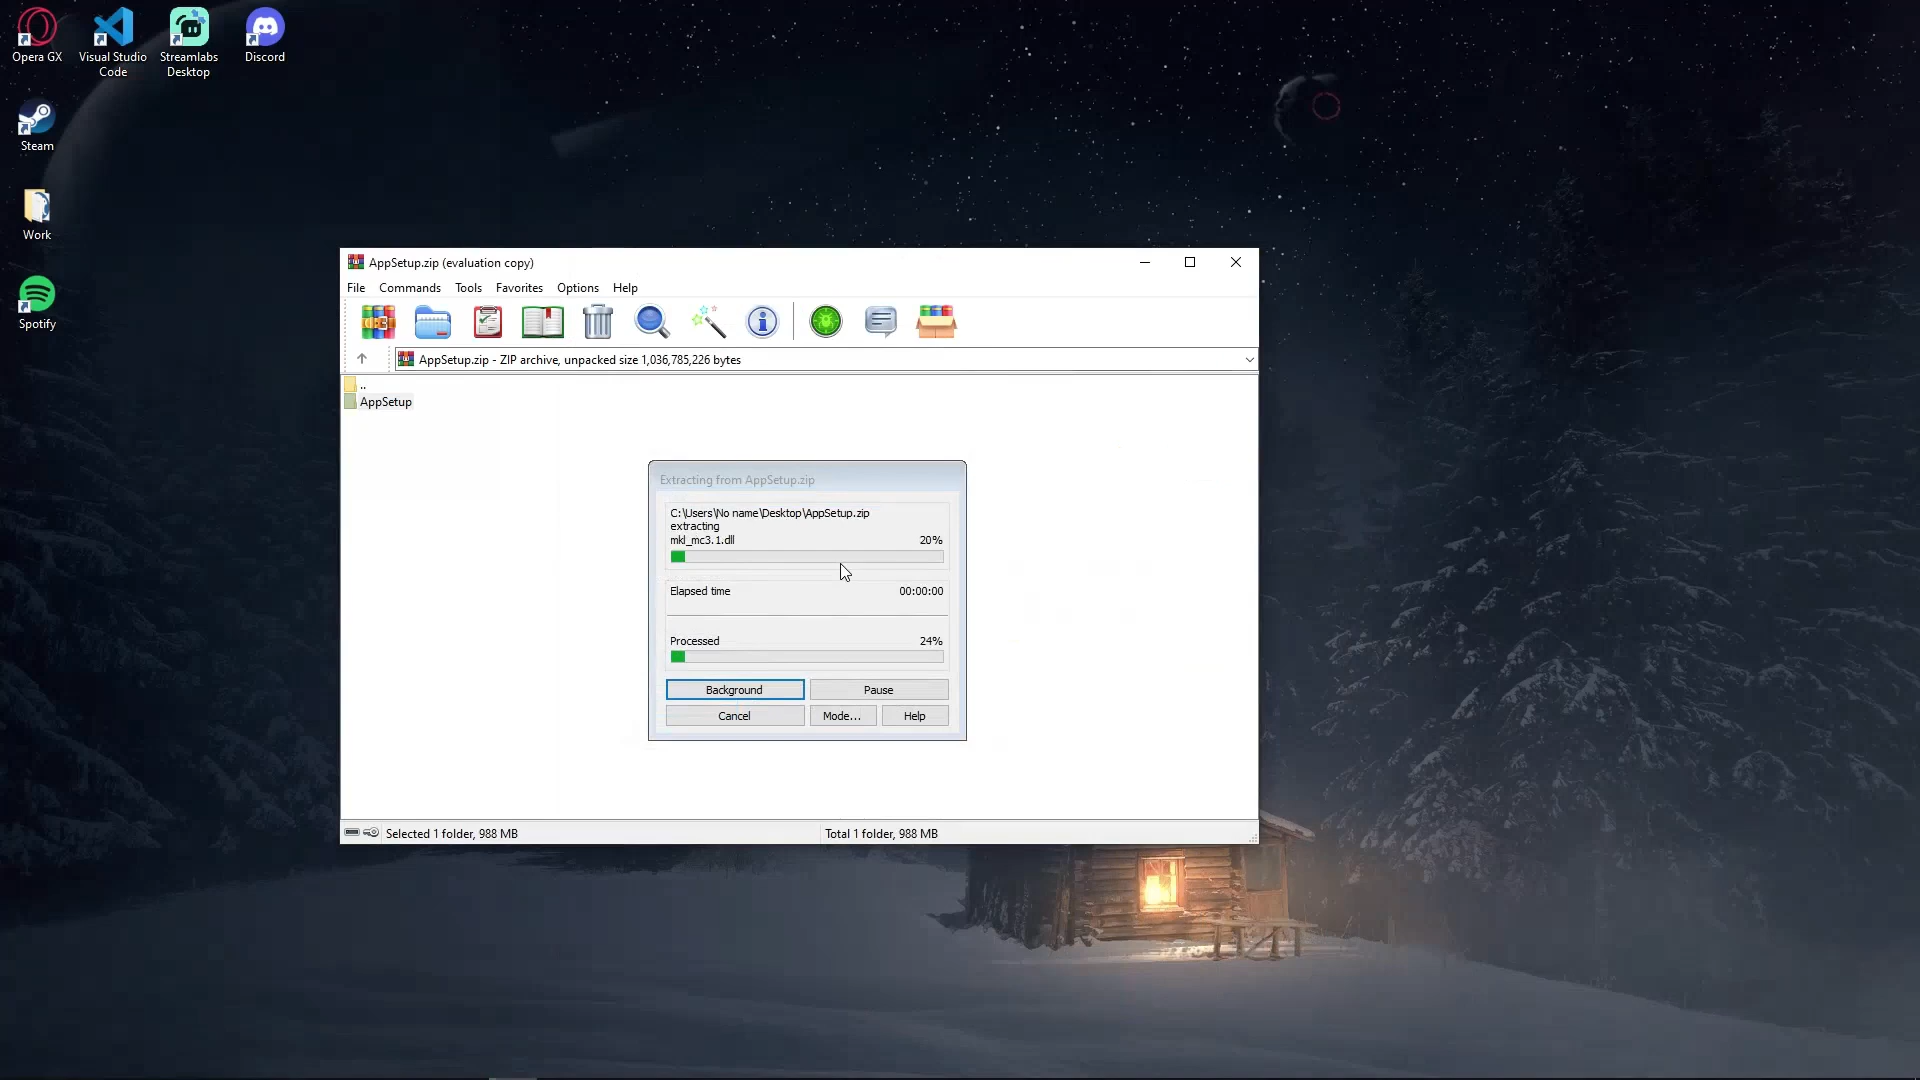 Opera GX
Visual Studio
Code
Streamlabs
Desktop
Discord
Steam
Work
Spotify
AppSetup.zip (evaluation copy)
File Commands Tools Favorites Options Help
AppSetup.zip - ZIP archive, unpacked size 1,036,785,226 bytes
..
AppSetup
Extracting from AppSetup.zip
C:\Users\No name\Desktop\AppSetup.zip
extracting
mkl_mc3.1.dll 20%
Elapsed time 00:00:00
Processed 24%
Background Pause
Cancel Mode... Help
Selected 1 folder, 988 MB Total 1 folder, 988 MB